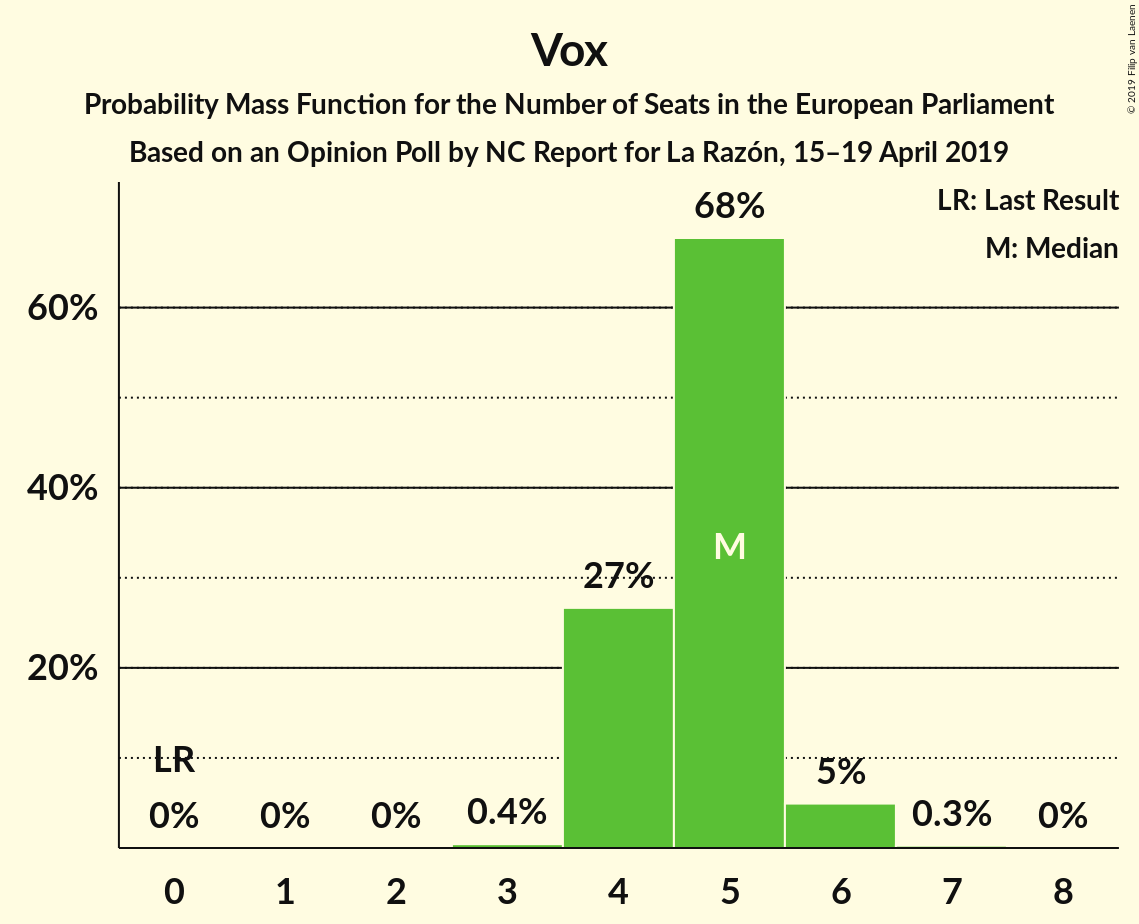 Vox
Probability Mass Function for the Number of Seats in the European Parliament
Based on an Opinion Poll by NC Report for La Razón, 15–19 April 2019
© 2019 Filip van Laenen
LR: Last Result
M: Median
68%
60%
40%
M
27%
20%
LR
5%
0%
0%
0%
0.4%
0.3%
0%
0 1 2 3 4 5 6 7 8